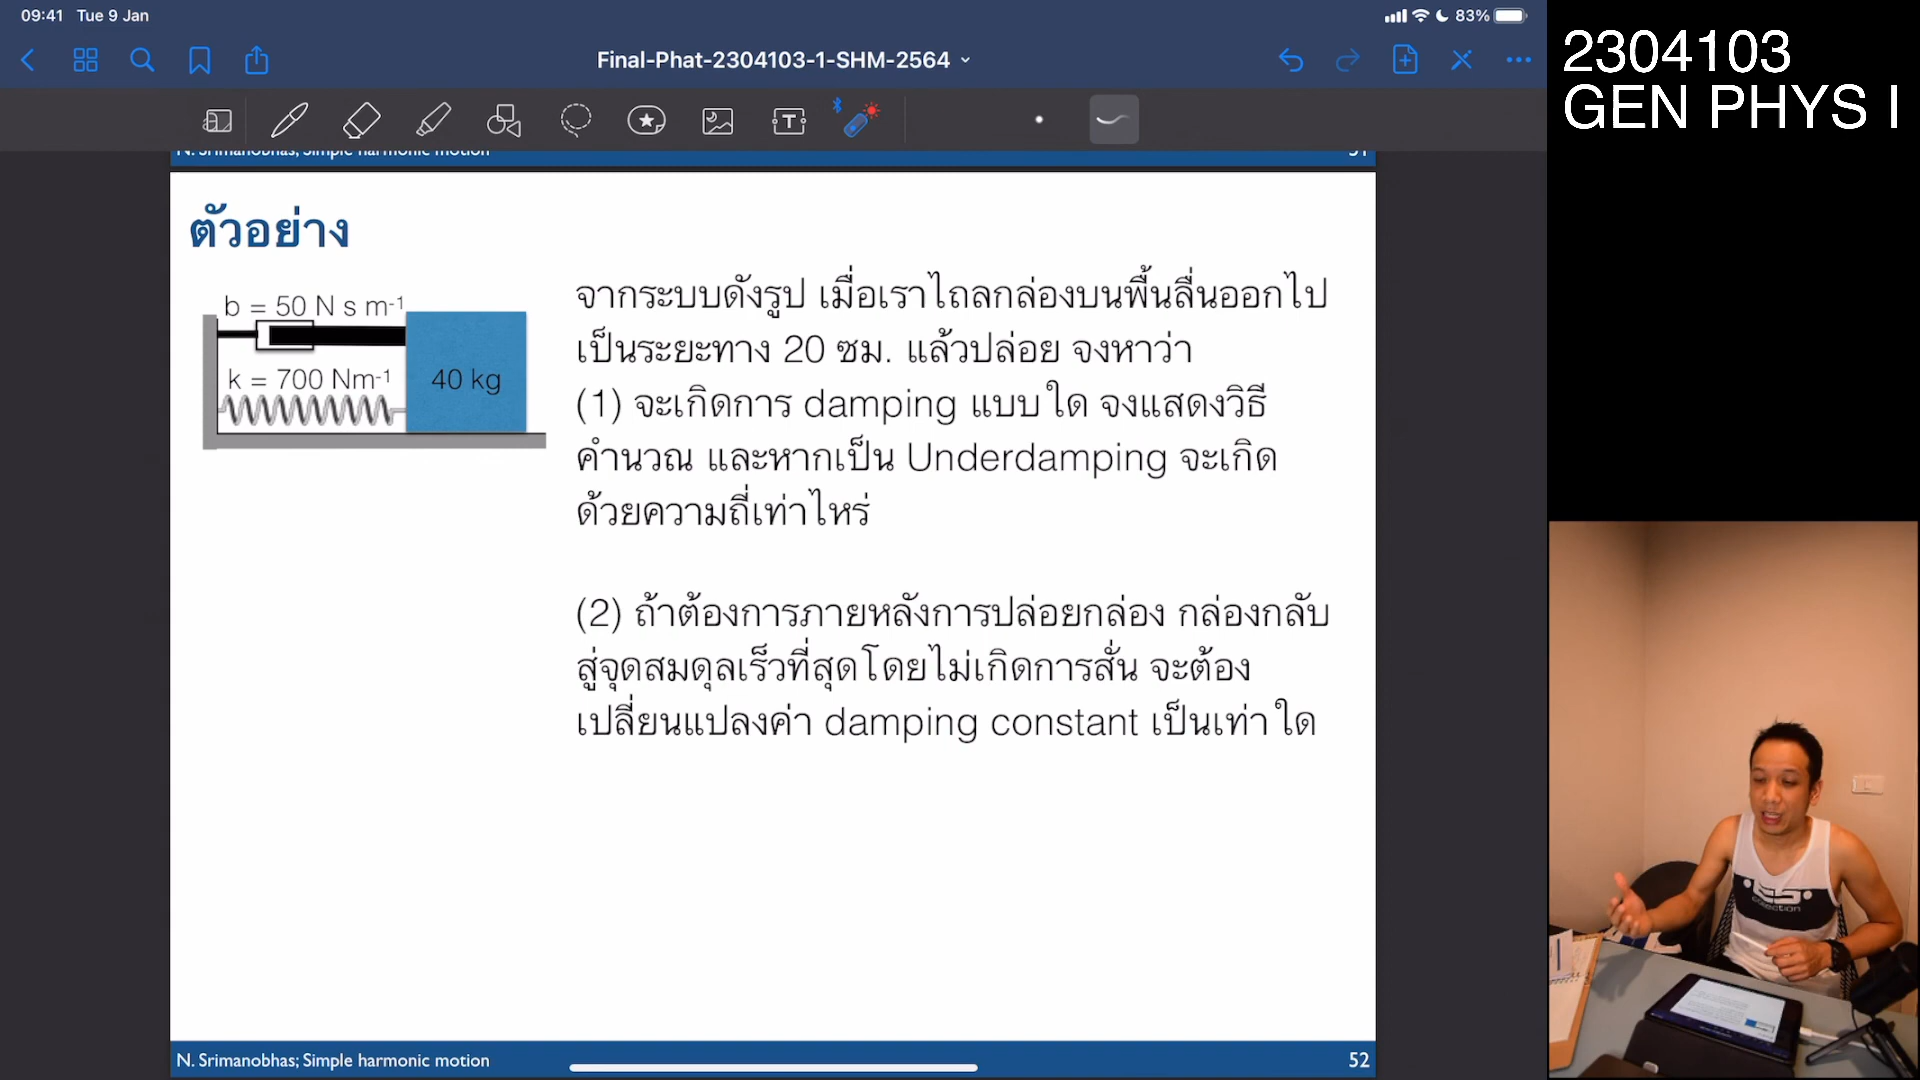 09:41 Tue 9 Jan
83%
Final-Phat-2304103-1-SHM-2564
2304103
GEN PHYS I
N. Srimanobhas; Simple harmonic motion
51
ตัวอย่าง
b = 50 N s m-1
k = 700 Nm-1
40 kg
จากระบบดังรูป เมื่อเราไถลกล่องบนพื้นลื่นออกไป
เป็นระยะทาง 20 ซม. แล้วปล่อย จงหาว่า
(1) จะเกิดการ damping แบบใด จงแสดงวิธี
คำนวณ และหากเป็น Underdamping จะเกิด
ด้วยความถี่เท่าไหร่
(2) ถ้าต้องการภายหลังการปล่อยกล่อง กล่องกลับ
สู่จุดสมดุลเร็วที่สุดโดยไม่เกิดการสั่น จะต้อง
เปลี่ยนแปลงค่า damping constant เป็นเท่าใด
N. Srimanobhas; Simple harmonic motion
52